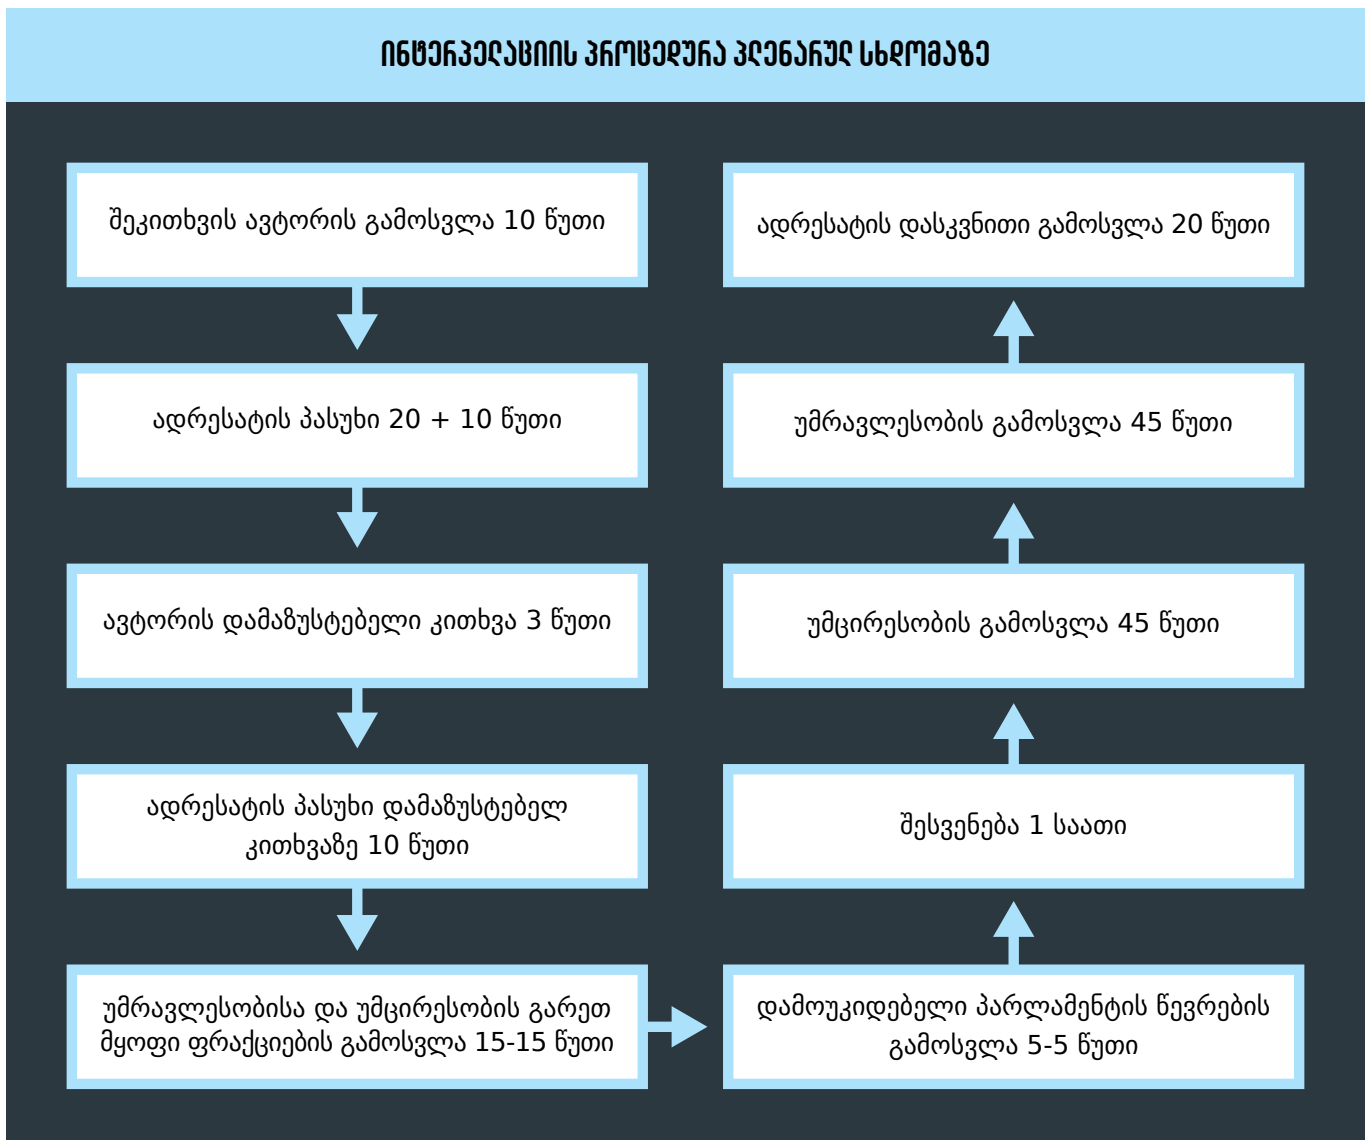 ინტერპელაციის პროცედურა პლენარულ სხდომაზე
შეკითხვის ავტორის გამოსვლა 10 წუთი
ადრესატის პასუხი 20 + 10 წუთი
ავტორის დამაზუსტებელი კითხვა 3 წუთი
ადრესატის პასუხი დამაზუსტებელ
კითხვაზე 10 წუთი
უმრავლესობისა და უმცირესობის გარეთ
მყოფი ფრაქციების გამოსვლა 15-15 წუთი
დამოუკიდებელი პარლამენტის წევრების
გამოსვლა 5-5 წუთი
შესვენება 1 საათი
უმცირესობის გამოსვლა 45 წუთი
უმრავლესობის გამოსვლა 45 წუთი
ადრესატის დასკვნითი გამოსვლა 20 წუთი